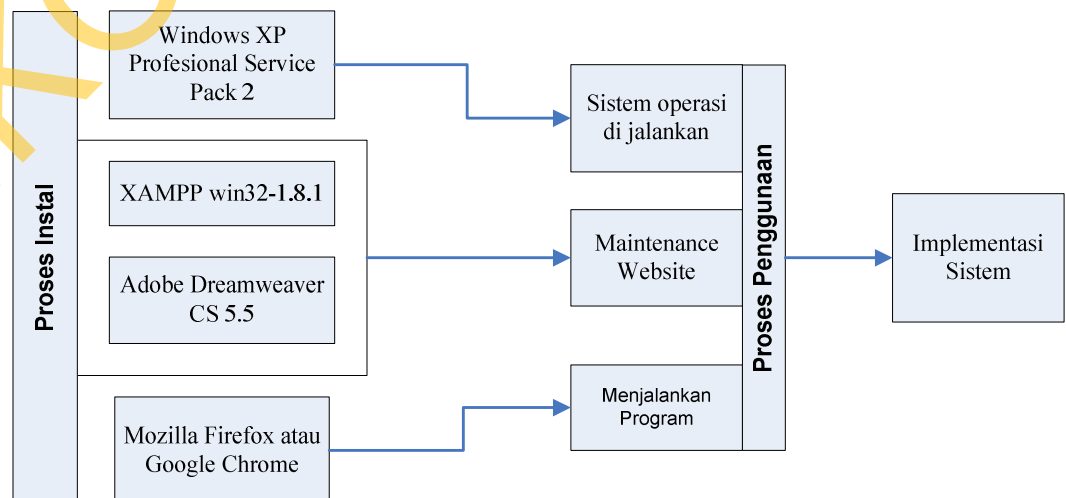 Proses Instal
Windows XP
Profesional Service
Pack 2
XAMPP win32-1.8.1
Adobe Dreamweaver
CS 5.5
Mozilla Firefox atau
Google Chrome
Sistem operasi
di jalankan
Maintenance
Website
Menjalankan
Program
Proses Penggunaan
Implementasi
Sistem